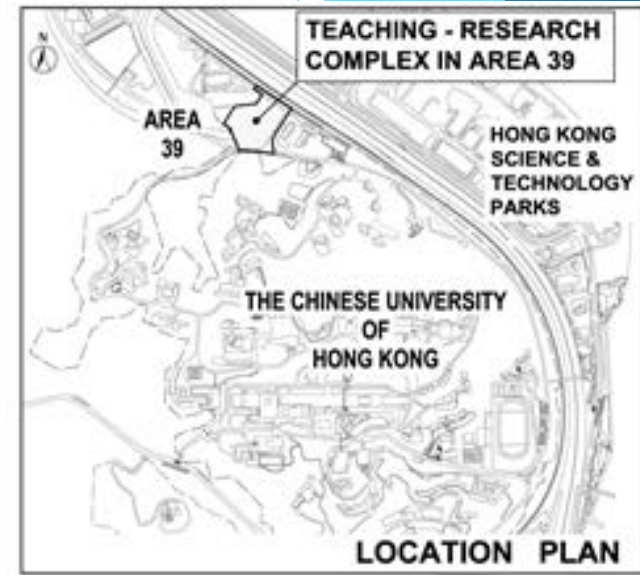 N
TEACHING - RESEARCH
COMPLEX IN AREA 39
AREA
39
HONG KONG
SCIENCE &
TECHNOLOGY
PARKS
THE CHINESE UNIVERSITY
OF
HONG KONG
LOCATION PLAN